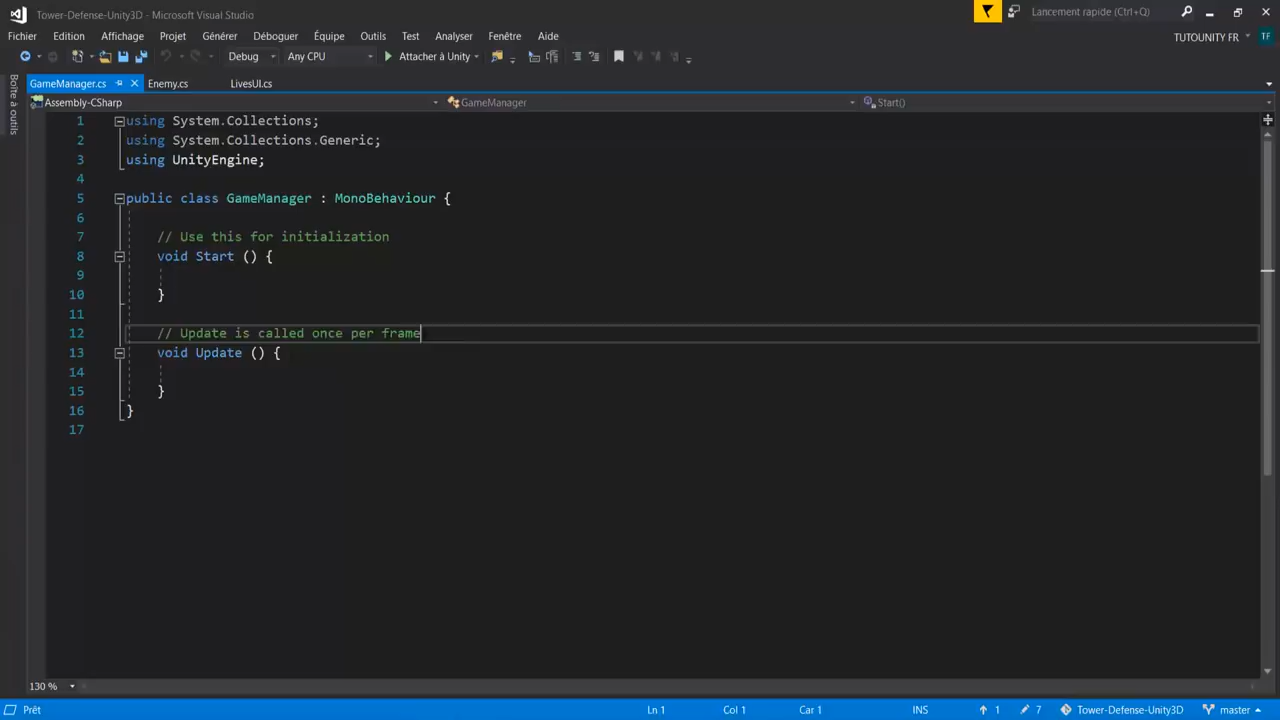 Tower-Defense-Unity3D - Microsoft Visual Studio
Lancement rapide (Ctrl+Q)
Fichier Edition Affichage Projet Générer Déboguer Équipe Outils Test Analyser Fenêtre Aide
TUTOUNITY FR TF
Debug Any CPU Attacher à Unity
GameManager.cs Enemy.cs LivesUI.cs
Boîte à outils
Assembly-CSharp GameManager Start()
1 using System.Collections;
2 using System.Collections.Generic;
3 using UnityEngine;
4
5 public class GameManager : MonoBehaviour {
6
7 // Use this for initialization
8 void Start () {
9
10 }
11
12 // Update is called once per frame
13 void Update () {
14
15 }
16 }
17
130 %
Prêt Ln 1 Col 1 Car 1 INS 1 7 Tower-Defense-Unity3D master